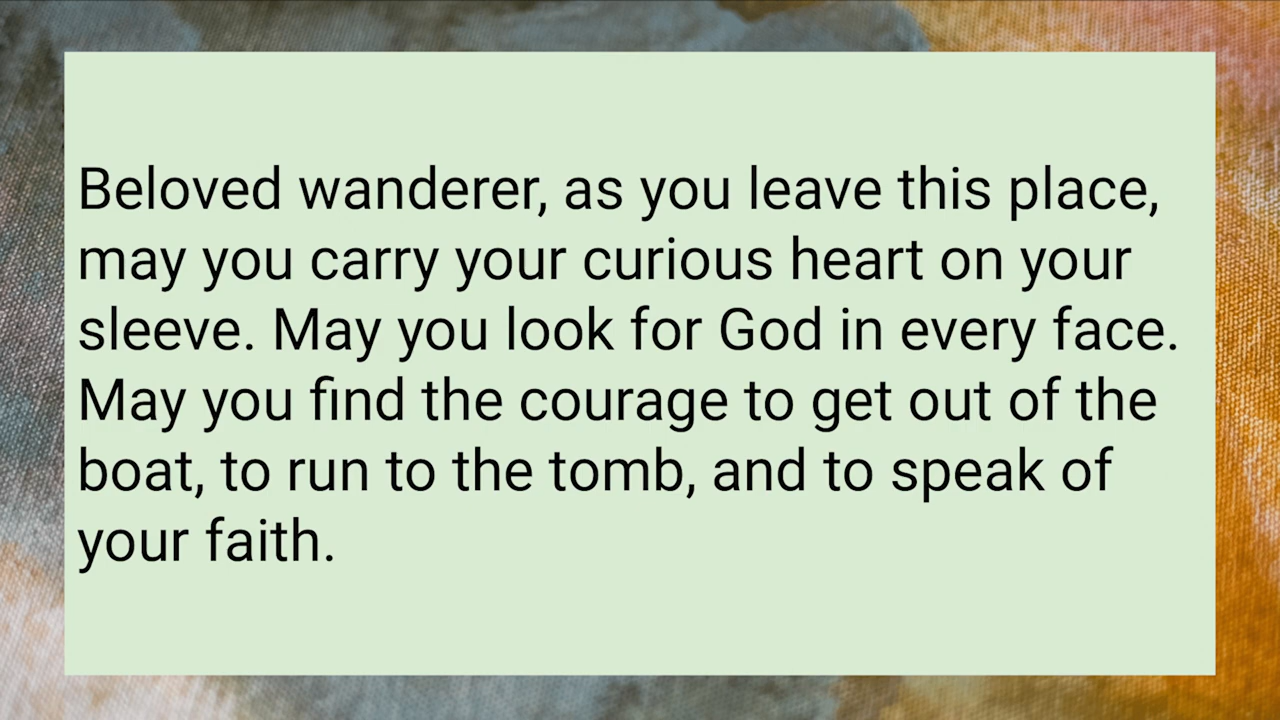 Beloved wanderer, as you leave this place,
may you carry your curious heart on your
sleeve. May you look for God in every face.
May you find the courage to get out of the
boat, to run to the tomb, and to speak of
your faith.